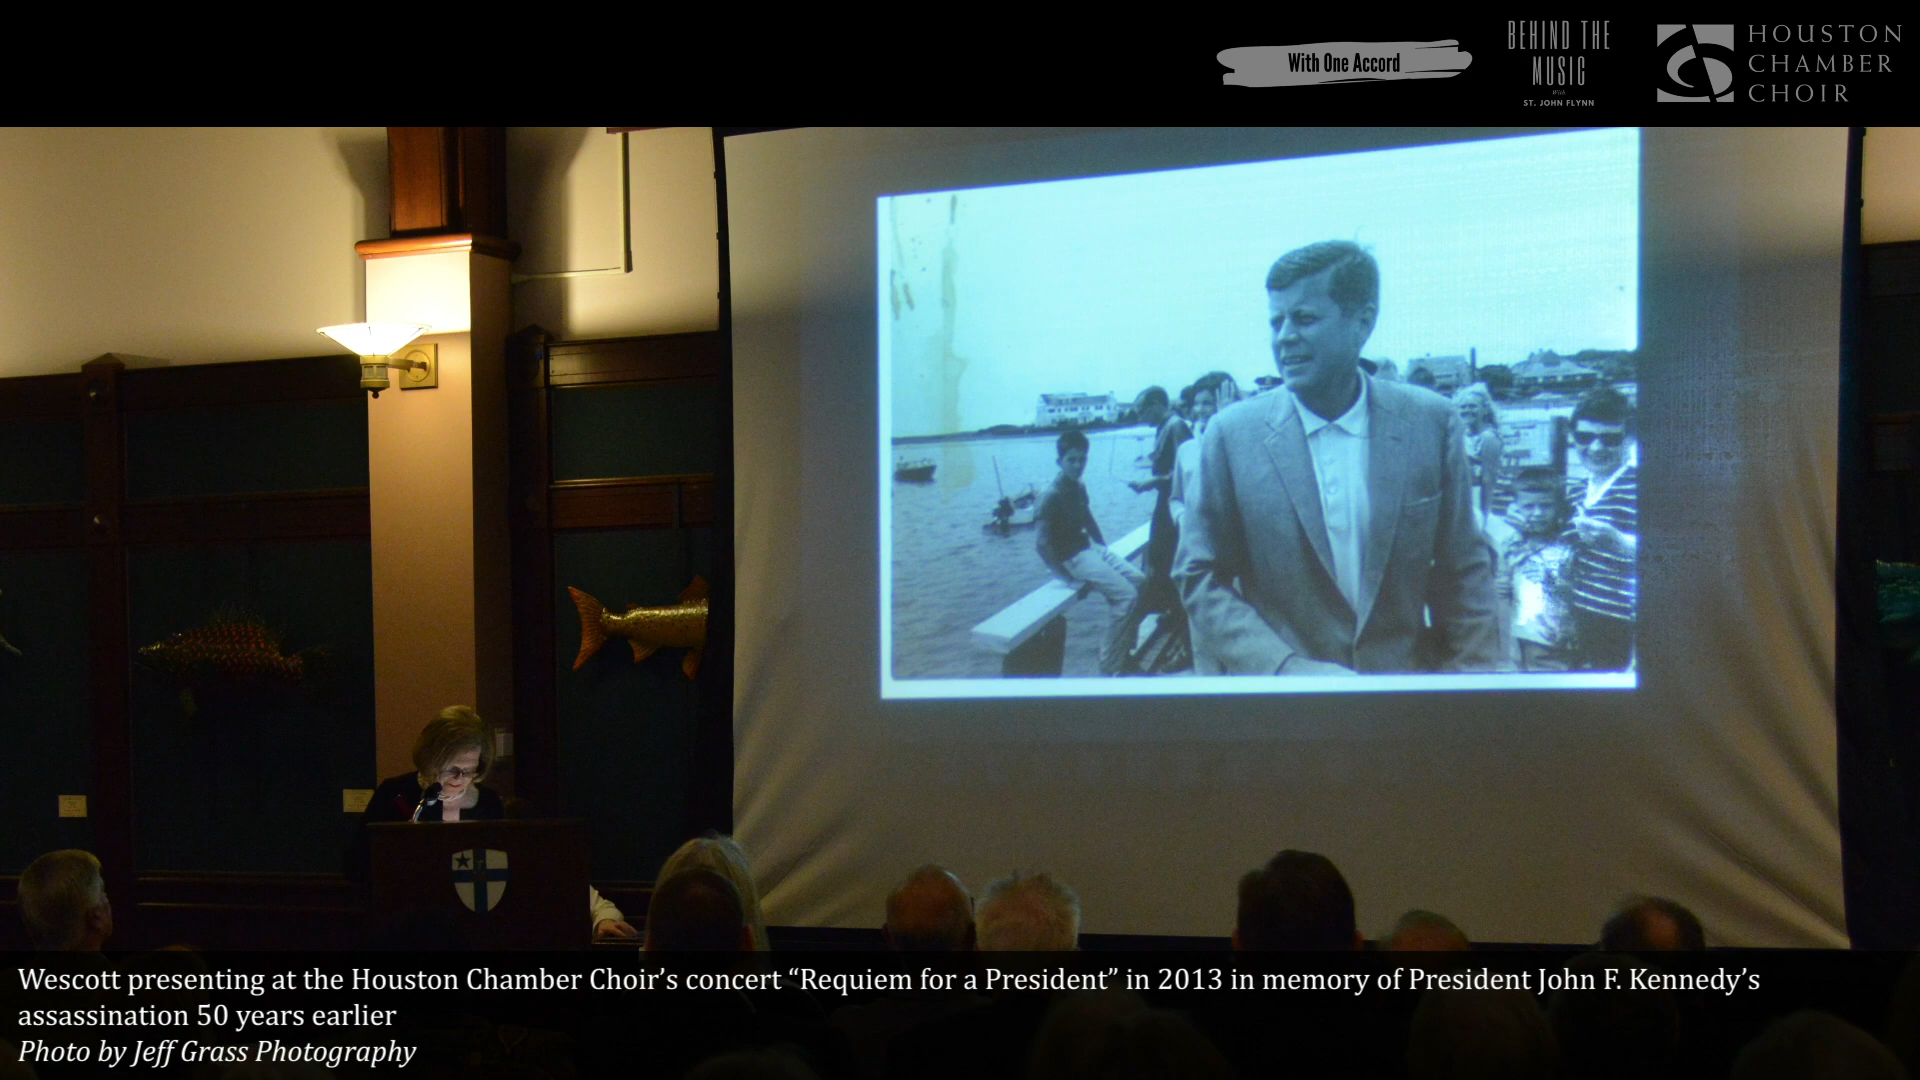 With One Accord
BEHIND THE
MUSIC
With
ST. JOHN FLYNN
HOUSTON
CHAMBER
CHOIR
Wescott presenting at the Houston Chamber Choir’s concert “Requiem for a President” in 2013 in memory of President John F. Kennedy’s
assassination 50 years earlier
Photo by Jeff Grass Photography